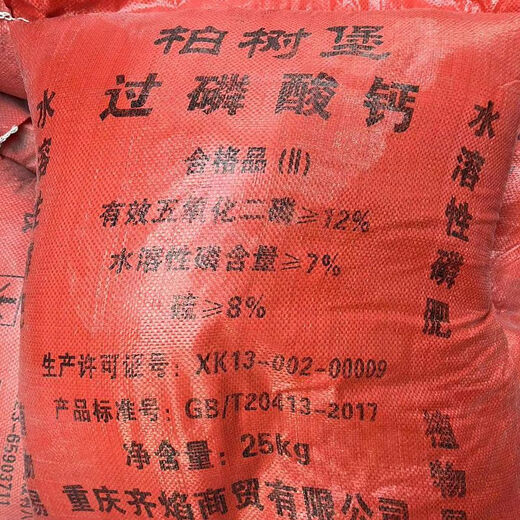 柏树堡
过磷酸钙
合格品(II)
有效五氧化二磷≥12%
水溶性磷含量≥7%
硫≥8%
生产许可证号：XK13-002-00009
产品标准号：GB/T20413-2017
净含量：25kg
重庆齐焰商贸有限公司
水溶性磷肥
水溶
65903711